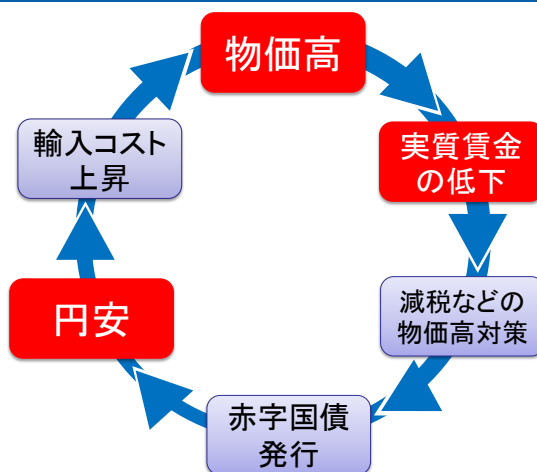 物価高
実質賃金
の低下
減税などの
物価高対策
赤字国債
発行
円安
輸入コスト
上昇